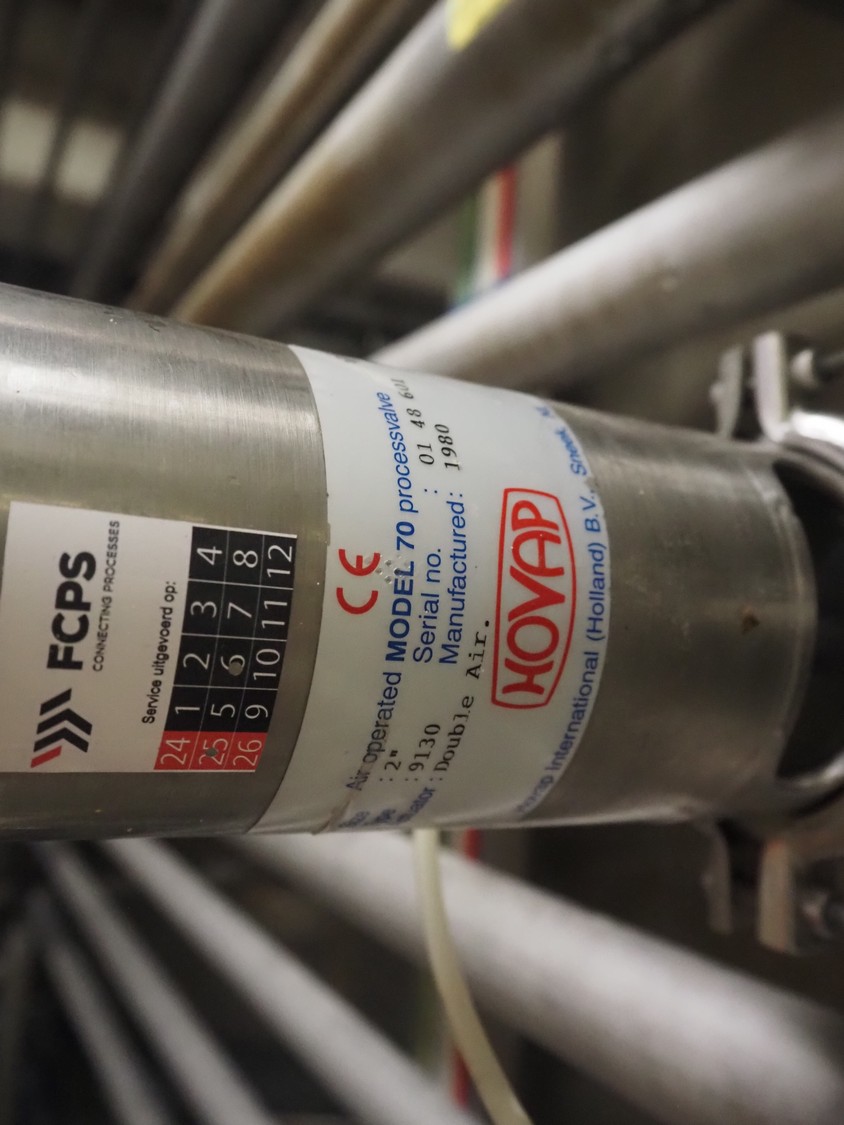 FCPS
CONNECTING PROCESSES
Service uitgevoerd op:
24 1 2 3 4
25 5 6 7 8
26 9 10 11 12
CE
Air operated MODEL 70 processvalve
: 2" Serial no. : 01 48 601
: 9130 Manufactured: 1980
: Double Air.
HOVAP
international (Holland) B.V., Sneek